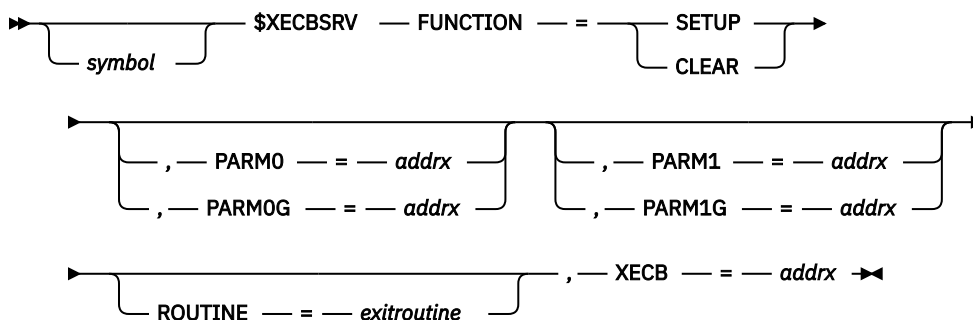 $XECBSRV FUNCTION = SETUP
symbol CLEAR
, PARM0 = addrx , PARM1 = addrx
, PARM0G = addrx , PARM1G = addrx
, XECB = addrx
ROUTINE = exitroutine